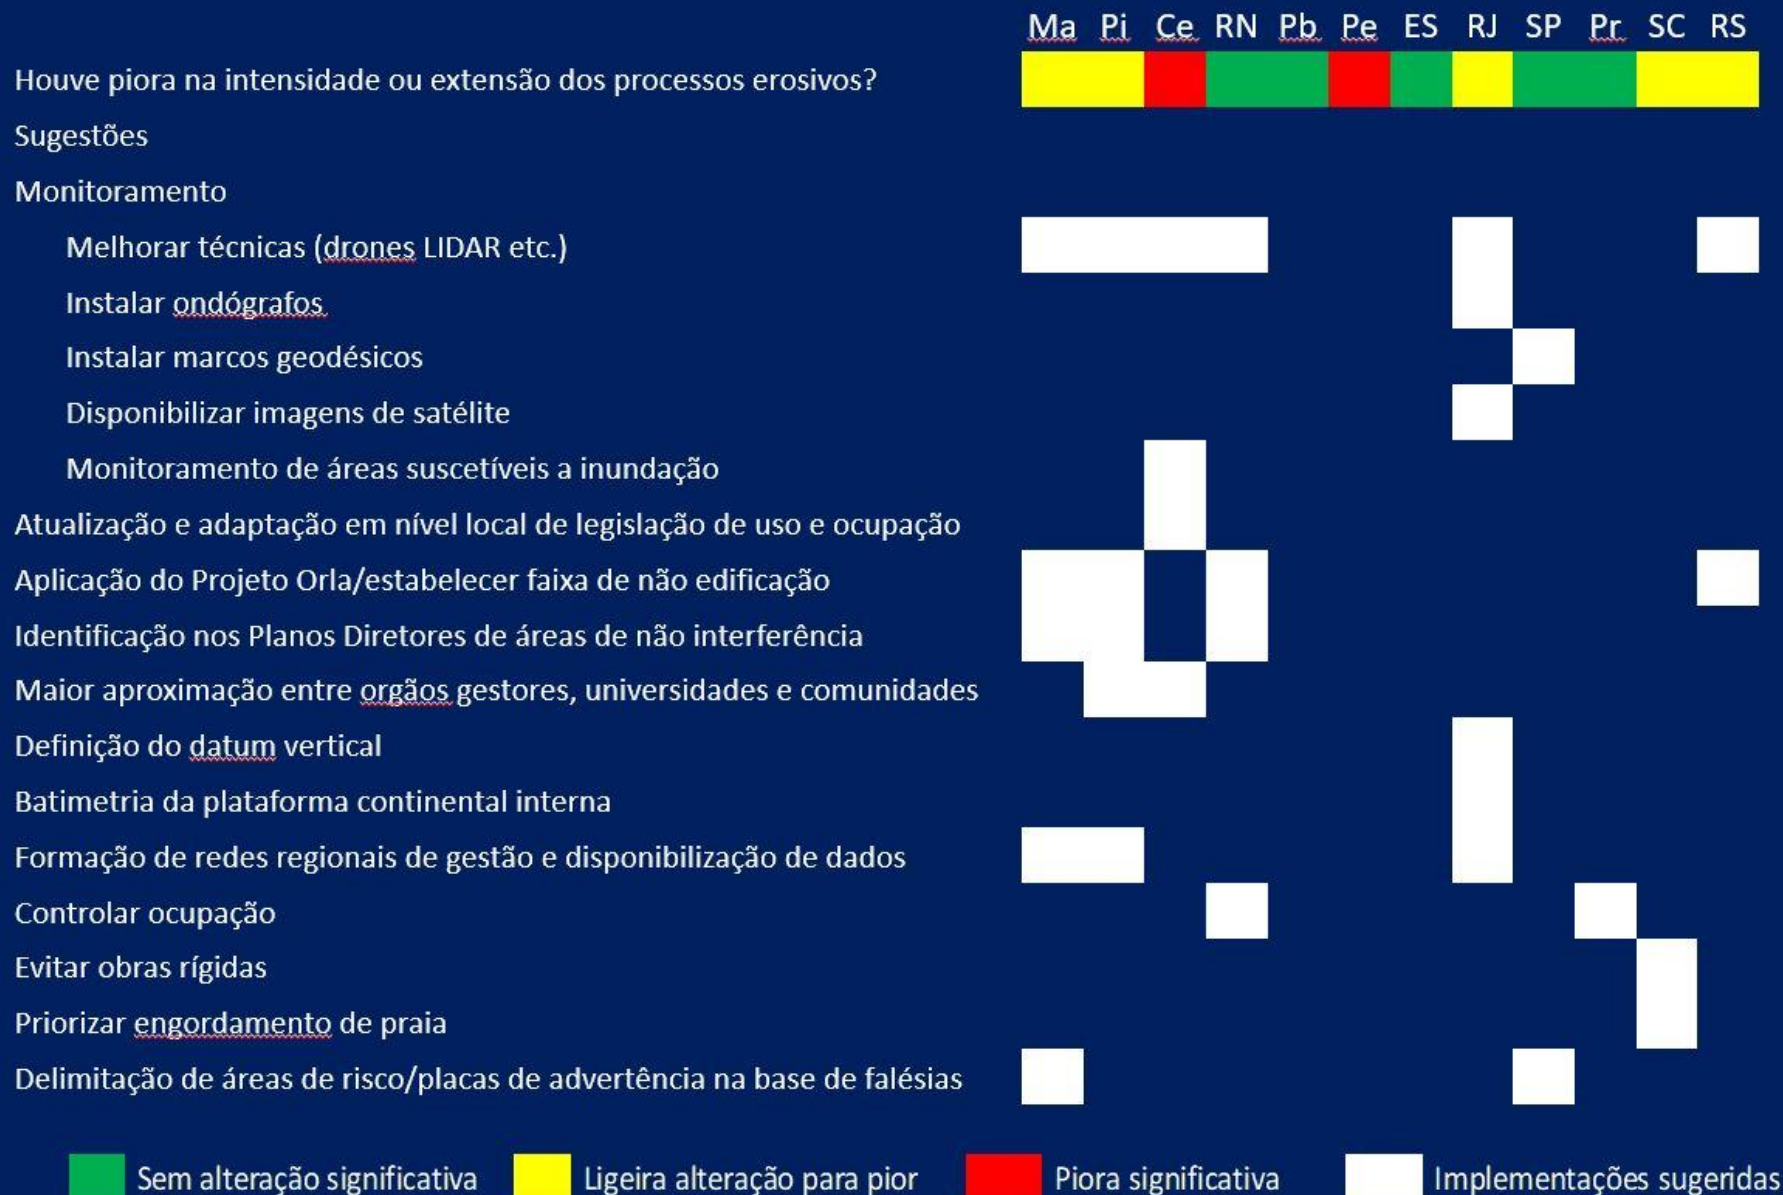 Ma Pi Ce RN Pb Pe ES RJ SP Pr SC RS
Houve piora na intensidade ou extensão dos processos erosivos?
Sugestões
Monitoramento
Melhorar técnicas (drones LIDAR etc.)
Instalar ondógrafos
Instalar marcos geodésicos
Disponibilizar imagens de satélite
Monitoramento de áreas suscetíveis a inundação
Atualização e adaptação em nível local de legislação de uso e ocupação
Aplicação do Projeto Orla/estabelecer faixa de não edificação
Identificação nos Planos Diretores de áreas de não interferência
Maior aproximação entre orgãos gestores, universidades e comunidades
Definição do datum vertical
Batimetria da plataforma continental interna
Formação de redes regionais de gestão e disponibilização de dados
Controlar ocupação
Evitar obras rígidas
Priorizar engordamento de praia
Delimitação de áreas de risco/placas de advertência na base de falésias
Sem alteração significativa Ligeira alteração para pior Piora significativa Implementações sugeridas